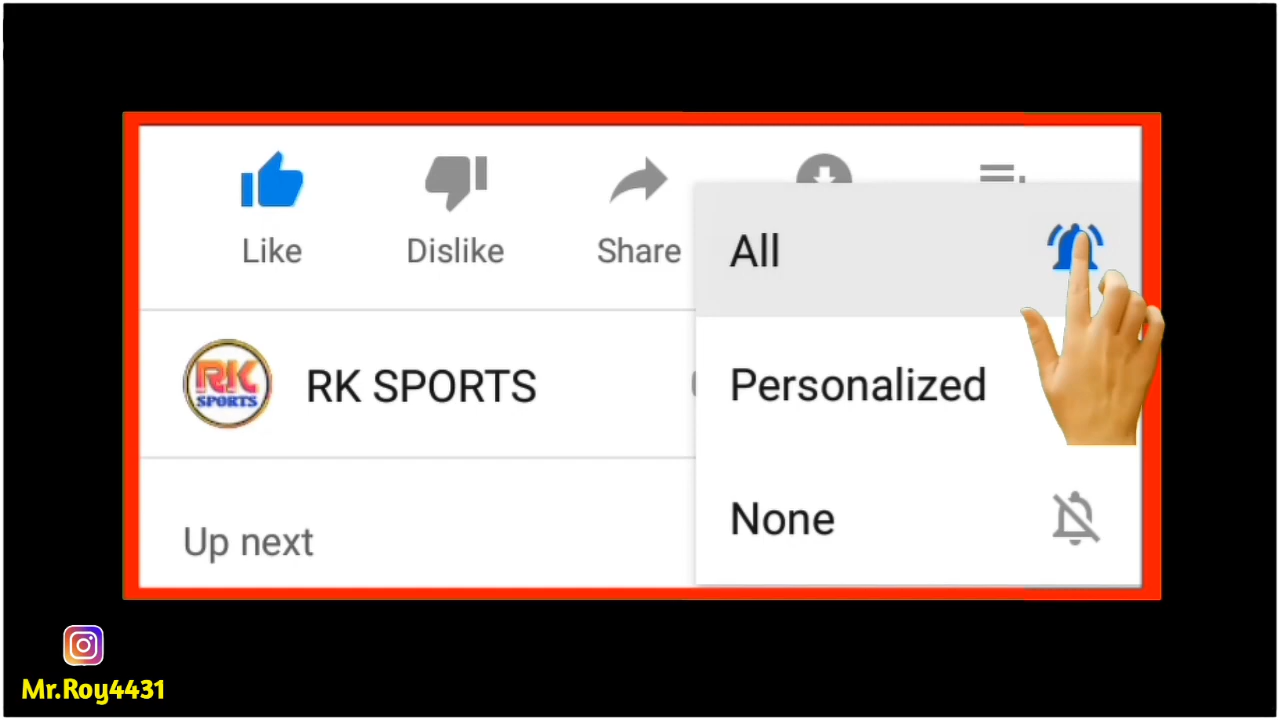 Like
Dislike
Share
All
RK
SPORTS
RK SPORTS
Personalized
None
Up next
Mr.Roy4431